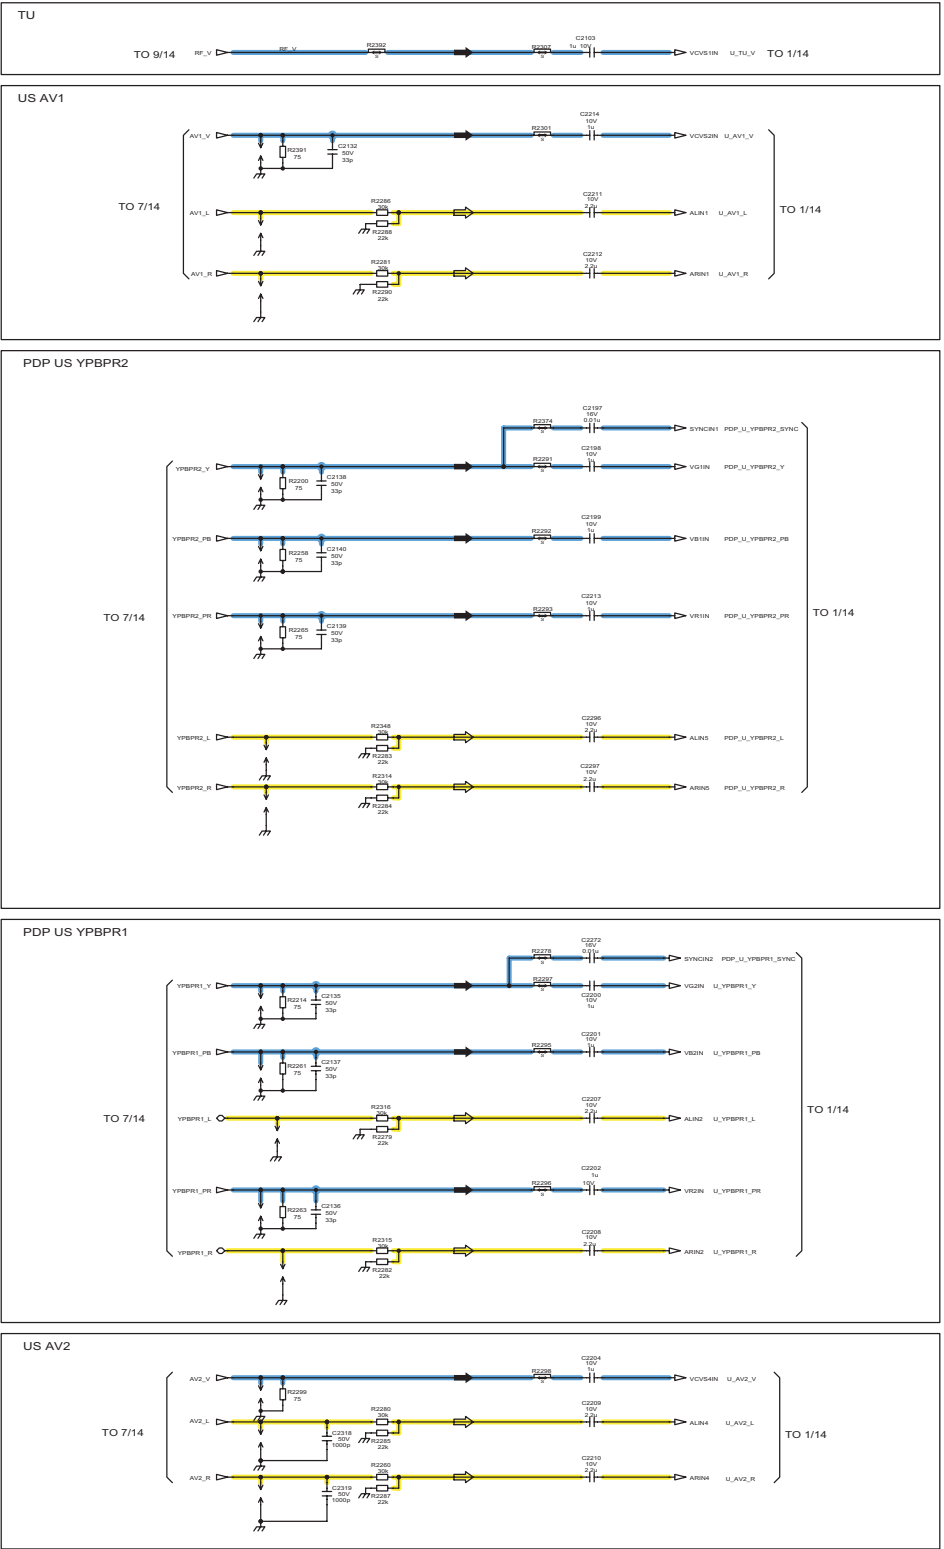 TU
TO 9/14
RF_V
RF_V
R2392
S
R2307
S
C2103
1u 10V
VCVS1IN U_TU_V
TO 1/14
US AV1
TO 7/14
AV1_V
R2391
75
C2132
50V
33p
R2301
S
C2214
10V
1u
VCVS2IN U_AV1_V
AV1_L
R2286
30k
R2288
22k
C2211
10V
2.2u
ALIN1 U_AV1_L
TO 1/14
AV1_R
R2281
30k
R2290
22k
C2212
10V
2.2u
ARIN1 U_AV1_R
PDP US YPBPR2
R2374
S
C2197
16V
0.01u
SYNCIN1 PDP_U_YPBPR2_SYNC
YPBPR2_Y
R2200
75
C2138
50V
33p
R2291
S
C2198
10V
1u
VG1IN PDP_U_YPBPR2_Y
YPBPR2_PB
R2258
75
C2140
50V
33p
R2292
S
C2199
10V
1u
VB1IN PDP_U_YPBPR2_PB
TO 7/14
YPBPR2_PR
R2265
75
C2139
50V
33p
R2293
S
C2213
10V
1u
VR1IN PDP_U_YPBPR2_PR
TO 1/14
YPBPR2_L
R2348
30k
R2283
22k
C2296
10V
2.2u
ALIN5 PDP_U_YPBPR2_L
YPBPR2_R
R2314
30k
R2284
22k
C2297
10V
2.2u
ARIN5 PDP_U_YPBPR2_R
PDP US YPBPR1
R2278
S
C2272
16V
0.01u
SYNCIN2 PDP_U_YPBPR1_SYNC
YPBPR1_Y
R2214
75
C2135
50V
33p
R2297
S
C2200
10V
1u
VG2IN U_YPBPR1_Y
YPBPR1_PB
R2261
75
C2137
50V
33p
R2295
S
C2201
10V
1u
VB2IN U_YPBPR1_PB
TO 7/14
YPBPR1_L
R2316
30k
R2279
22k
C2207
10V
2.2u
ALIN2 U_YPBPR1_L
TO 1/14
YPBPR1_PR
R2263
75
C2136
50V
33p
R2296
S
C2202
1u
10V
VR2IN U_YPBPR1_PR
YPBPR1_R
R2315
30k
R2282
22k
C2208
10V
2.2u
ARIN2 U_YPBPR1_R
US AV2
AV2_V
R2299
75
R2298
S
C2204
10V
1u
VCVS4IN U_AV2_V
TO 7/14
AV2_L
C2318
50V
1000p
R2280
30k
R2285
22k
C2209
10V
2.2u
ALIN4 U_AV2_L
TO 1/14
AV2_R
C2319
50V
1000p
R2260
30k
R2287
22k
C2210
10V
2.2u
ARIN4 U_AV2_R